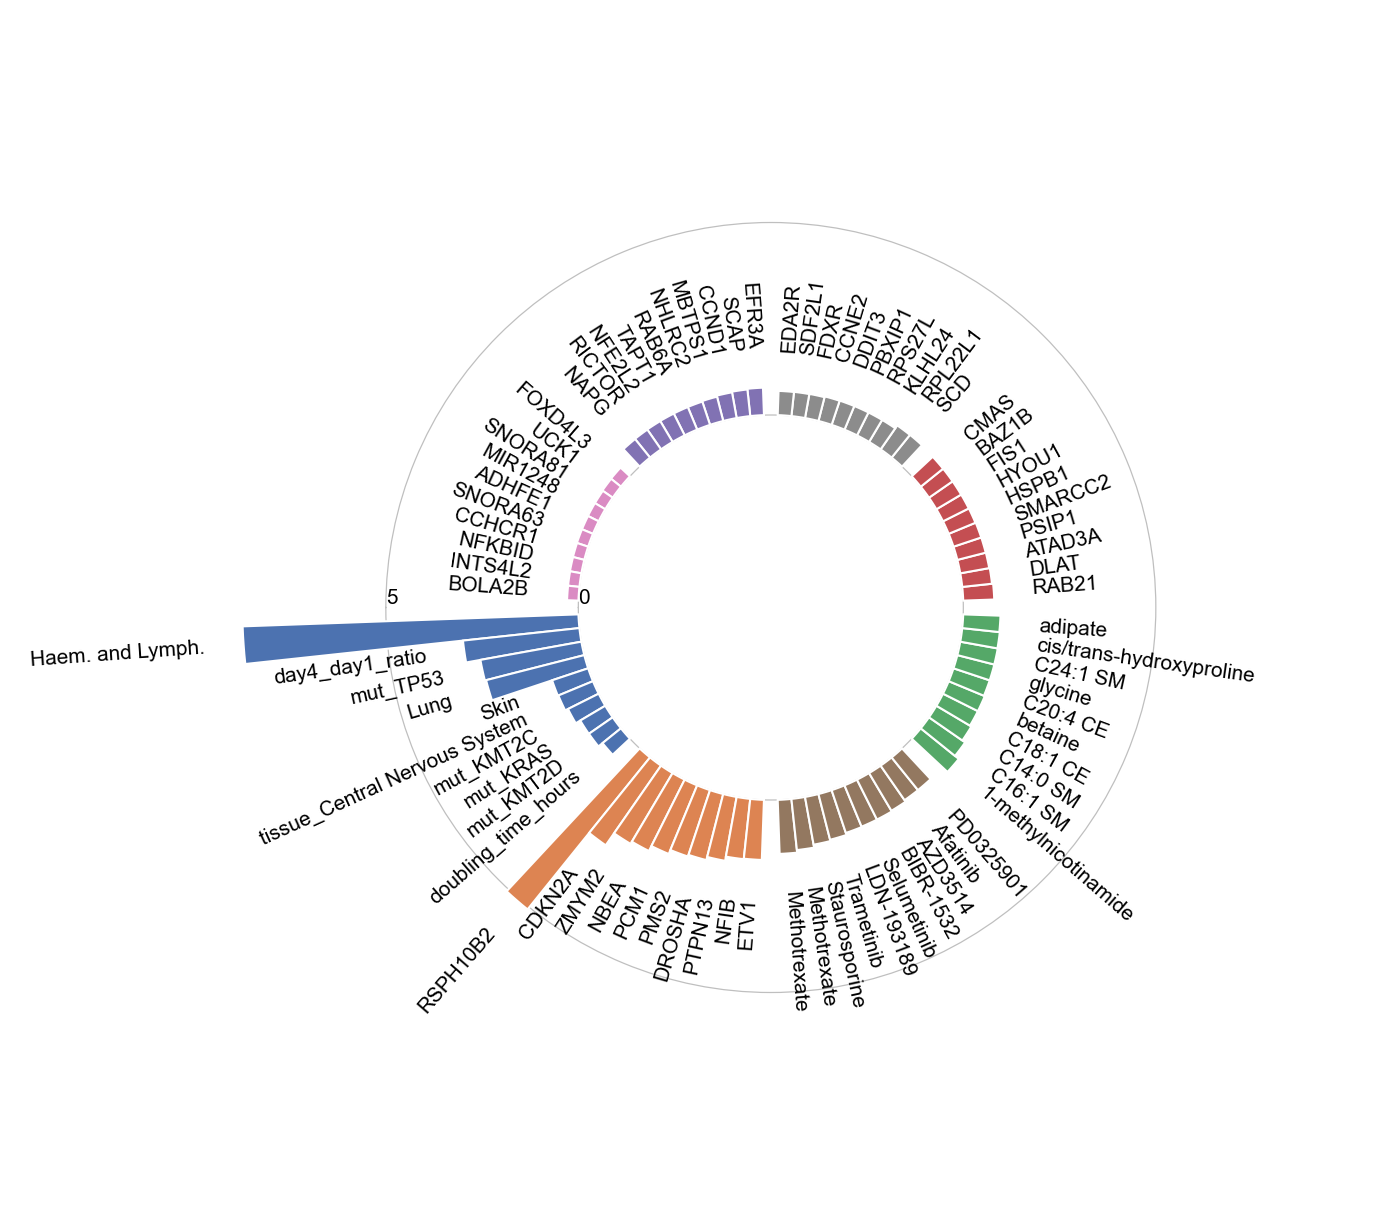 EFR3A
SCAP
CCND1
MBTPS1
NHLRC2
RAB6A
TAPT1
NFE2L2
RICTOR
NAPG
EDA2R
SDF2L1
FDXR
CCNE2
DDIT3
PBXIP1
RPS27L
KLHL24
RPL22L1
SCD
CMAS
BAZ1B
FIS1
HYOU1
HSPB1
SMARCC2
PSIP1
ATAD3A
DLAT
RAB21
FOXD4L3
UCK1
SNORA81
MIR1248
ADHFE1
SNORA63
CCHCR1
NFKBID
INTS4L2
BOLA2B
5
0
Haem. and Lymph.
day4_day1_ratio
mut_TP53
Lung
Skin
tissue_Central Nervous System
mut_KMT2C
mut_KRAS
mut_KMT2D
doubling_time_hours
adipate
cis/trans-hydroxyproline
C24:1 SM
glycine
C20:4 CE
betaine
C18:1 CE
C14:0 SM
C16:1 SM
1-methylnicotinamide
RSPH10B2
CDKN2A
ZMYM2
NBEA
PCM1
PMS2
DROSHA
PTPN13
NFIB
ETV1
Methotrexate
Methotrexate
Staurosporine
Trametinib
LDN-193189
Selumetinib
BIBR-1532
AZD3514
Afatinib
PD0325901